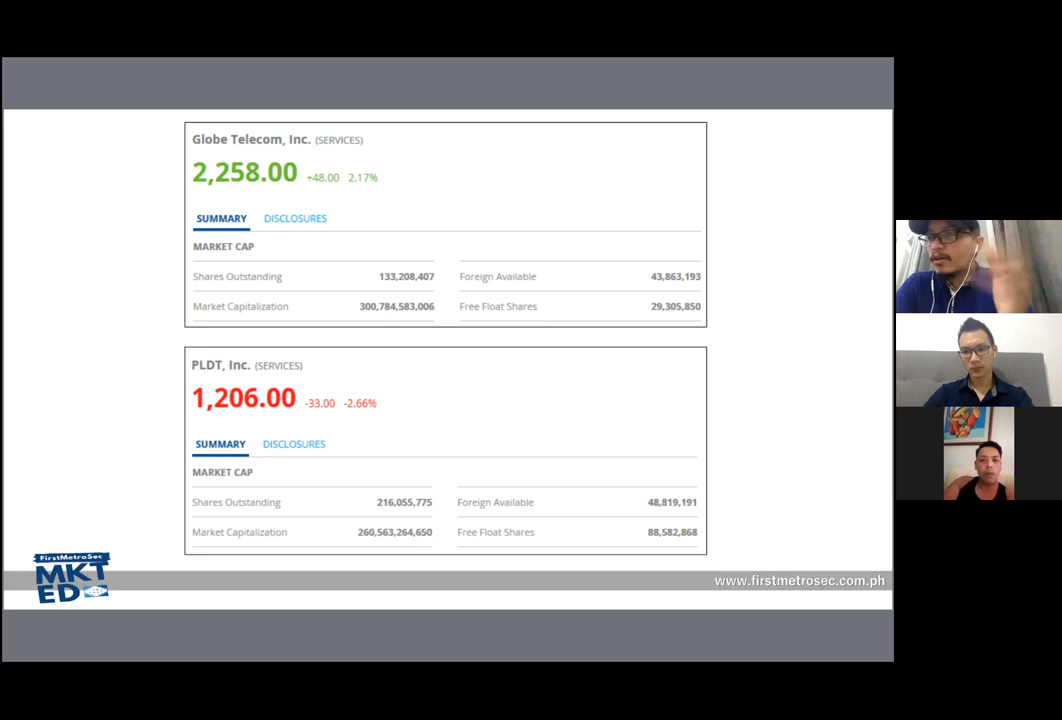 Globe Telecom, Inc. (SERVICES)
2,258.00 +48.00 2.17%
SUMMARY DISCLOSURES
MARKET CAP
Shares Outstanding 133,208,407 Foreign Available 43,863,193
Market Capitalization 300,784,583,006 Free Float Shares 29,305,850
PLDT, Inc. (SERVICES)
1,206.00 -33.00 -2.66%
SUMMARY DISCLOSURES
MARKET CAP
Shares Outstanding 216,055,775 Foreign Available 48,819,191
Market Capitalization 260,563,264,650 Free Float Shares 88,582,868
FirstMetroSec
MKT
ED
www.firstmetrosec.com.ph